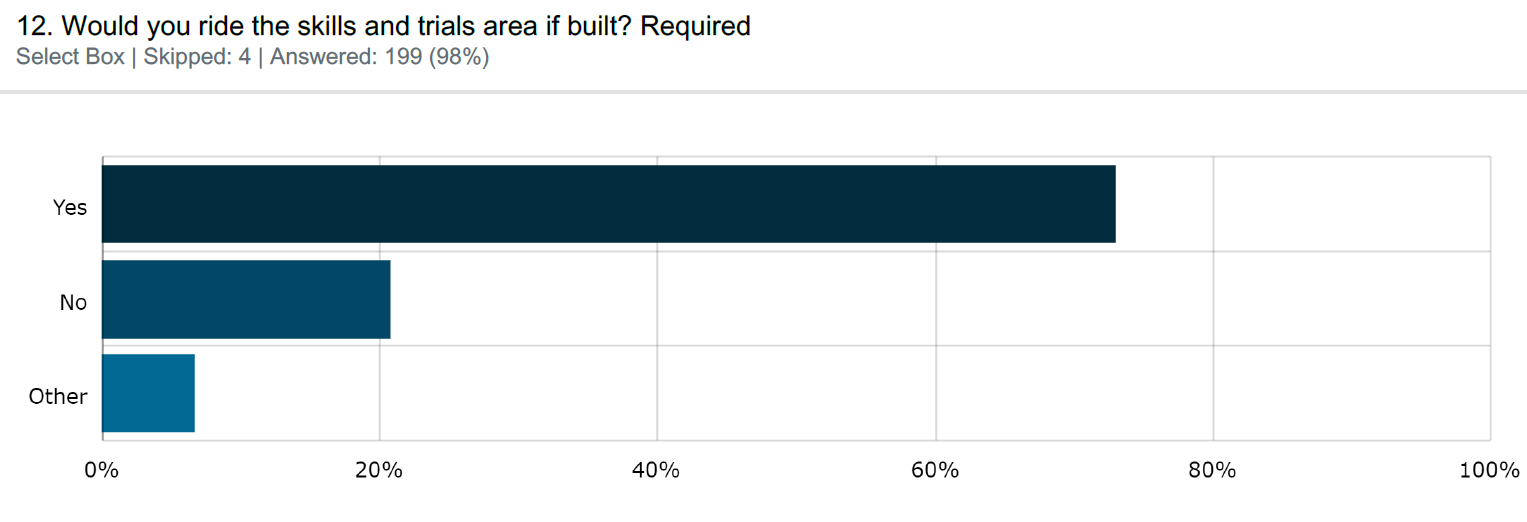 12. Would you ride the skills and trials area if built? Required
Select Box | Skipped: 4 | Answered: 199 (98%)
Yes
No
Other
0% 20% 40% 60% 80% 100%